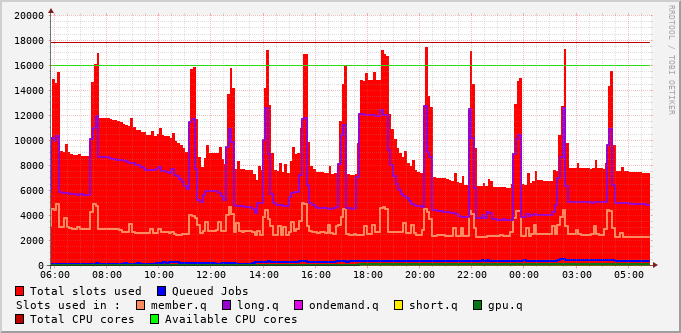 20000
18000
16000
14000
12000
10000
8000
6000
4000
2000
0
06:00 08:00 10:00 12:00 14:00 16:00 18:00 20:00 22:00 00:00 03:00 05:00
RRDTOOL / TOBI OETIKER
Total slots used Queued Jobs
Slots used in : member.q long.q ondemand.q short.q gpu.q
Total CPU cores Available CPU cores